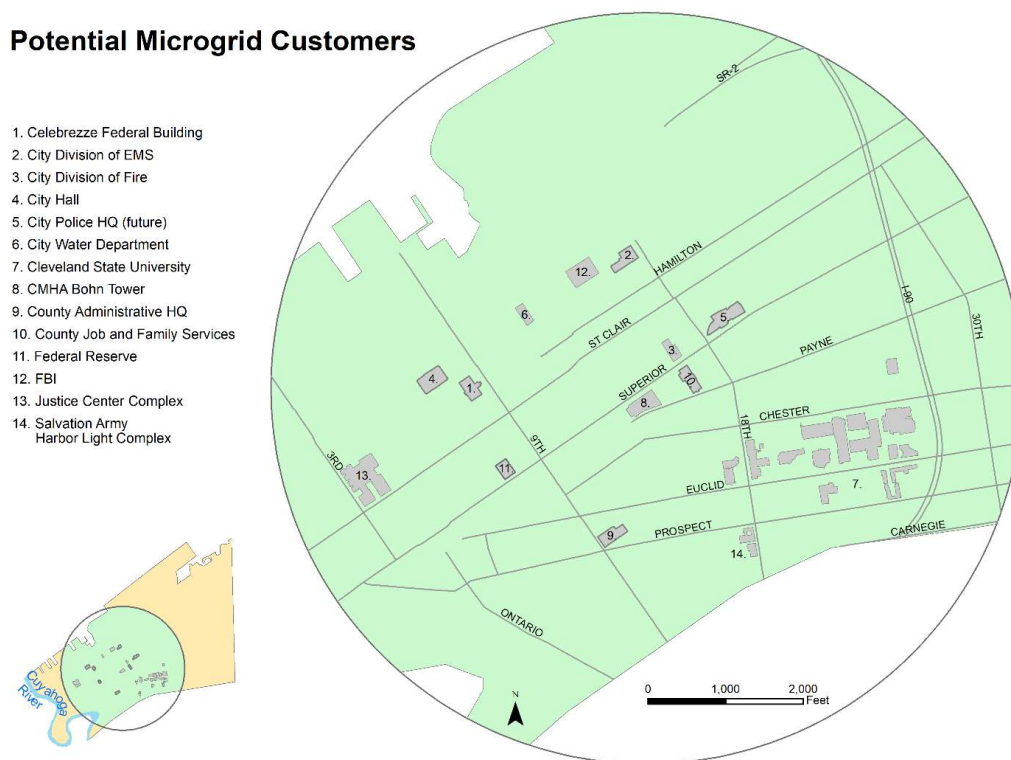 Potential Microgrid Customers
1. Celebrezze Federal Building
2. City Division of EMS
3. City Division of Fire
4. City Hall
5. City Police HQ (future)
6. City Water Department
7. Cleveland State University
8. CMHA Bohn Tower
9. County Administrative HQ
10. County Job and Family Services
11. Federal Reserve
12. FBI
13. Justice Center Complex
14. Salvation Army
Harbor Light Complex
SR-2
HAMILTON
2.
12.
6.
ST CLAIR
5.
I-90
30TH
3.
PAYNE
SUPERIOR
10.
4.
1.
8.
CHESTER
18TH
9TH
3RD
13.
11.
EUCLID
7.
PROSPECT
9
CARNEGIE
14.
ONTARIO
Cuyahoga
River
N
0 1,000 2,000
Feet